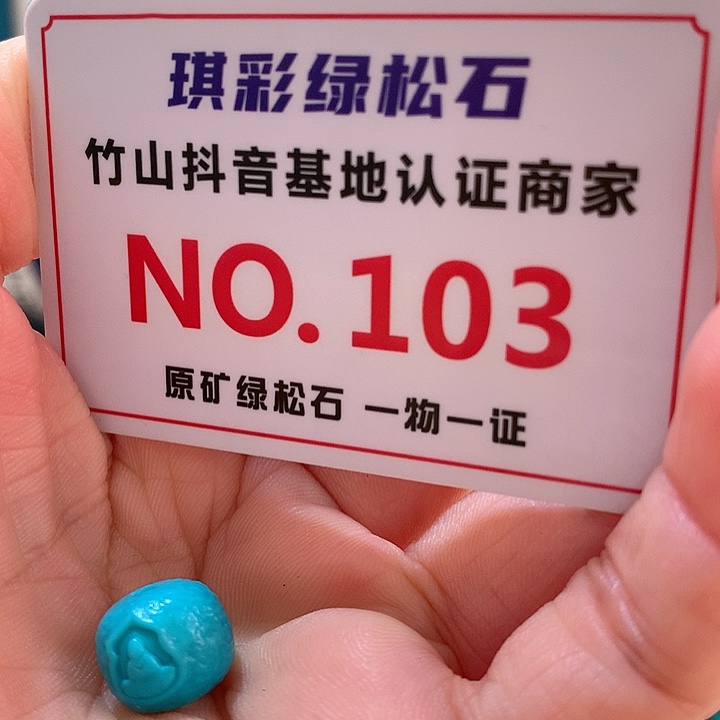 琪彩绿松石
竹山抖音基地认证商家
NO.103
原矿绿松石 一物一证